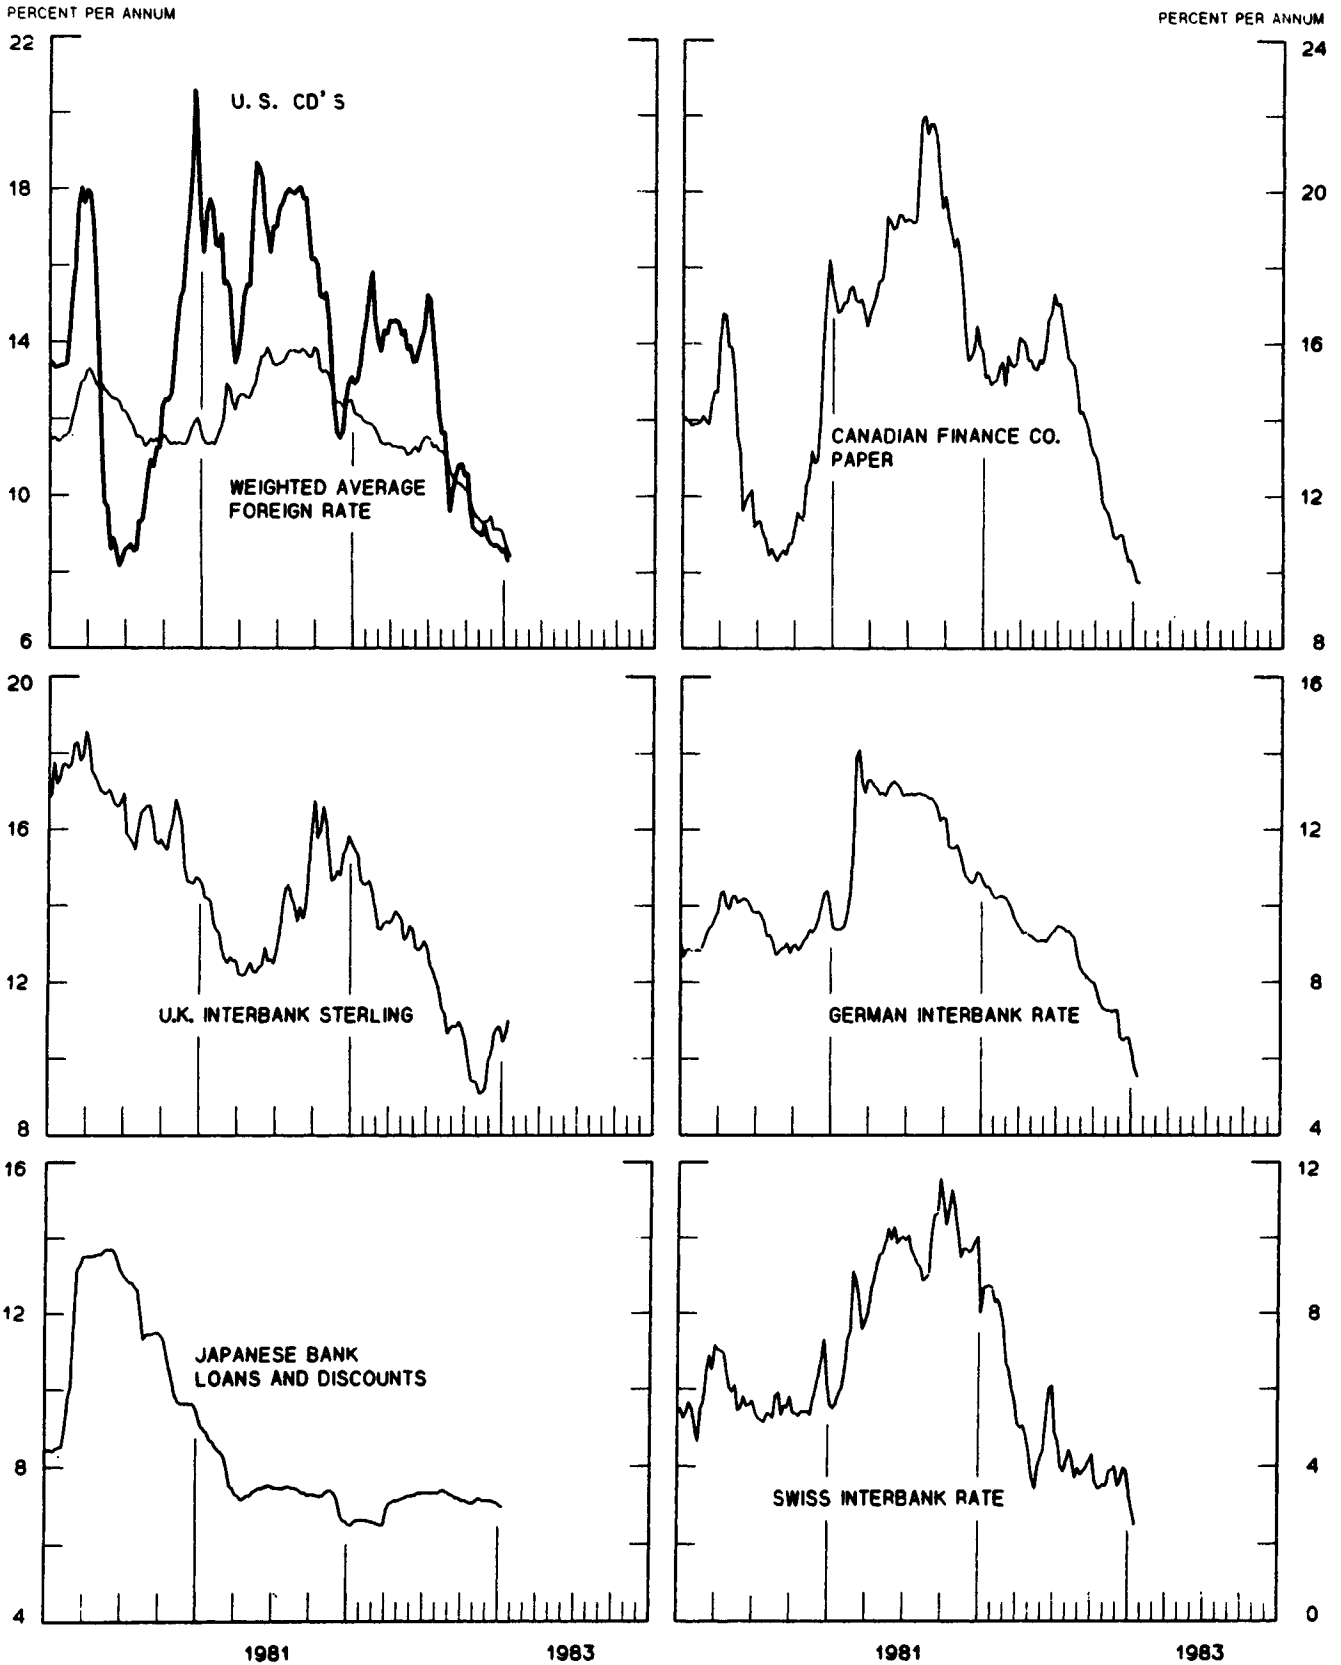 PERCENT PER ANNUM
PERCENT PER ANNUM
22
18
14
10
6
U. S. CD'S
WEIGHTED AVERAGE
FOREIGN RATE
24
20
16
12
8
CANADIAN FINANCE CO.
PAPER
20
16
12
8
U.K. INTERBANK STERLING
16
12
8
4
GERMAN INTERBANK RATE
16
12
8
4
JAPANESE BANK
LOANS AND DISCOUNTS
12
8
4
0
SWISS INTERBANK RATE
1981
1983
1981
1983